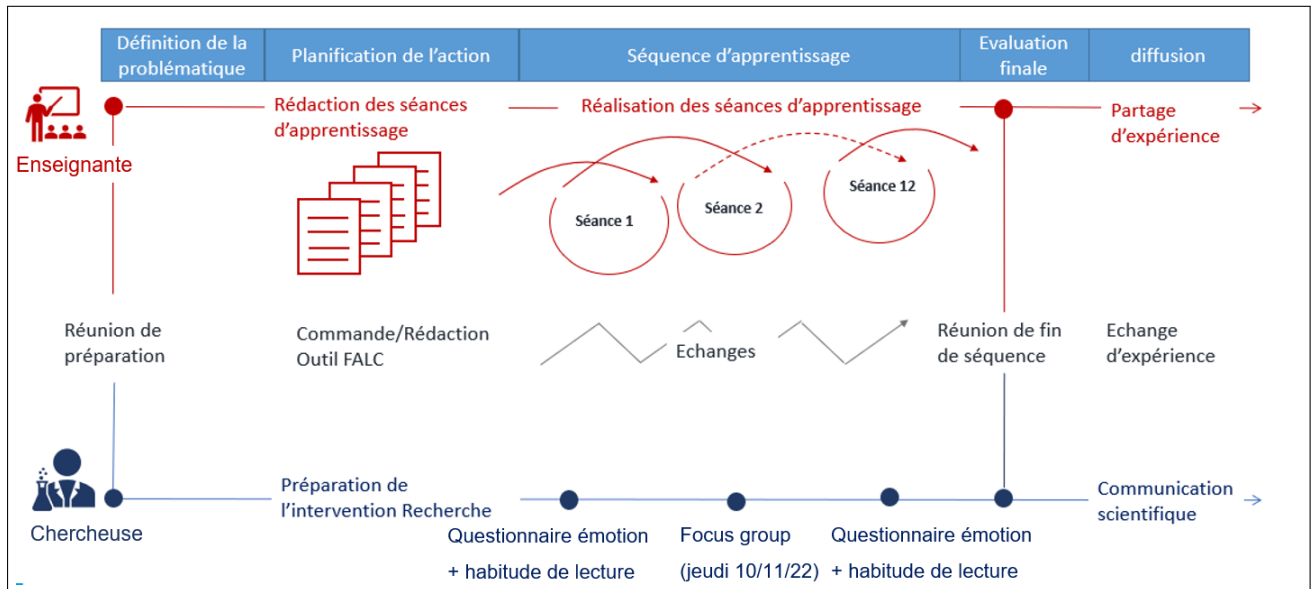 Définition de la
problématique
Planification de l'action
Séquence d'apprentissage
Evaluation
finale
diffusion
Enseignante
Rédaction des séances
d'apprentissage
Réalisation des séances d'apprentissage
Partage
d'expérience
Séance 1
Séance 2
Séance 12
Réunion de
préparation
Commande/Rédaction
Outil FALC
Echanges
Réunion de fin
de séquence
Echange
d'expérience
Chercheuse
Préparation de
l'intervention Recherche
Communication
scientifique
Questionnaire émotion
+ habitude de lecture
Focus group
(jeudi 10/11/22)
Questionnaire émotion
+ habitude de lecture